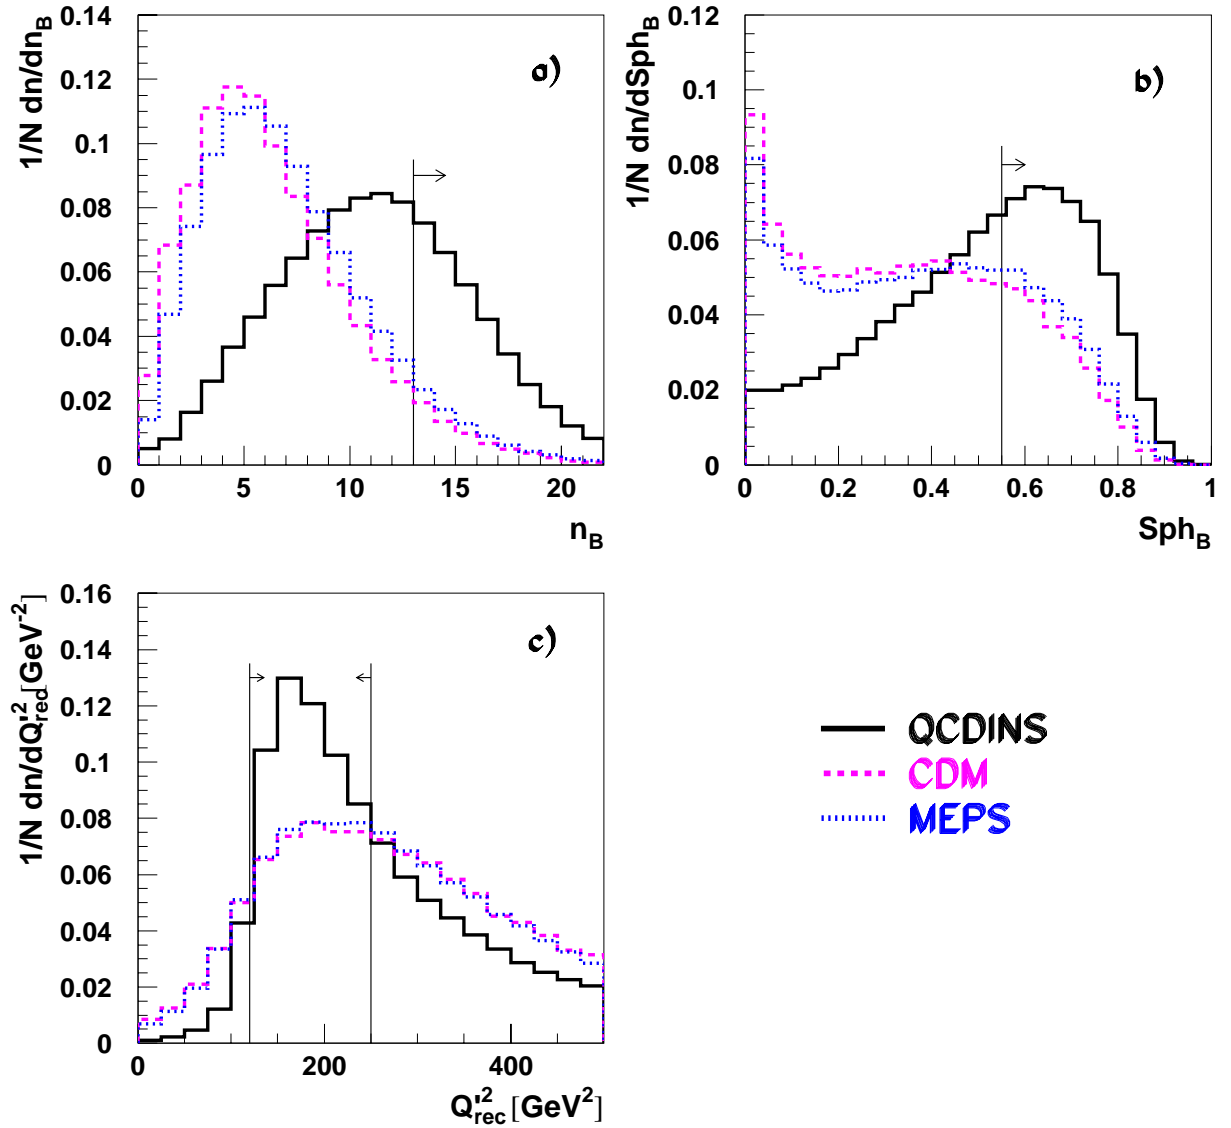 1/N dn/dn_B
0.14
0.12
0.1
0.08
0.06
0.04
0.02
0
a)
0 5 10 15 20
n_B
1/N dn/dSph_B
0.12
0.1
0.08
0.06
0.04
0.02
0
b)
0 0.2 0.4 0.6 0.8 1
Sph_B
1/N dn/dQ'^2_red [GeV^-2]
0.16
0.14
0.12
0.1
0.08
0.06
0.04
0.02
0
c)
0 200 400
Q'^2_rec [GeV^2]
QCDINS
CDM
MEPS